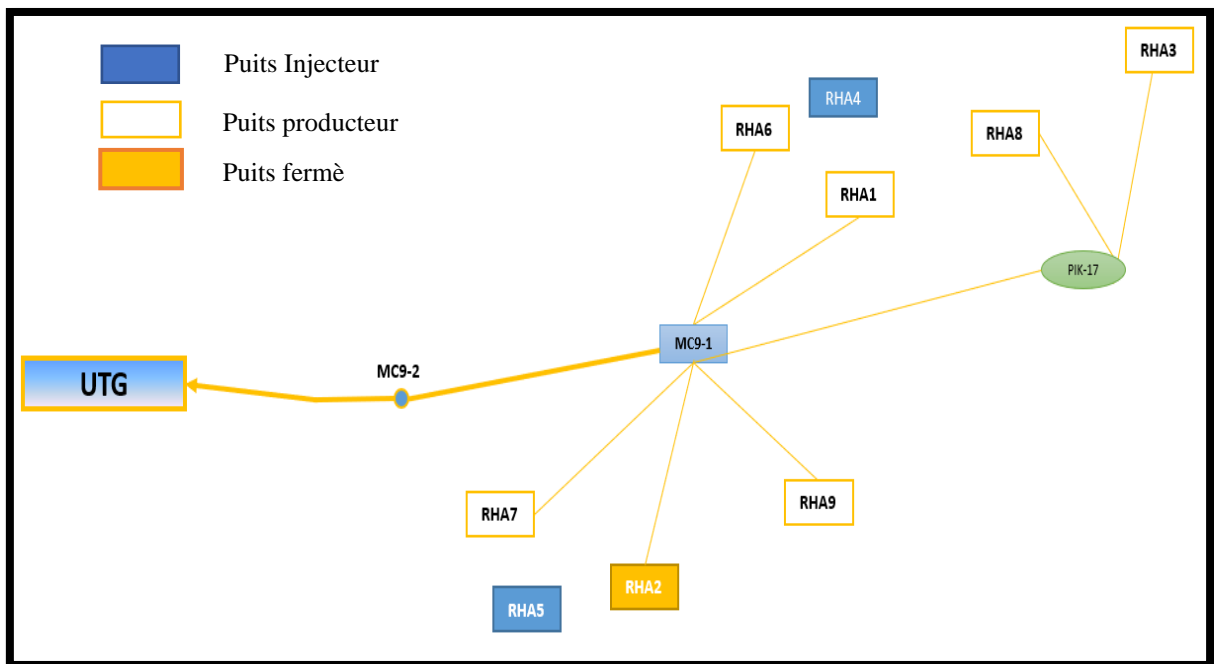 Puits Injecteur
Puits producteur
Puits fermè
RHA3
RHA4
RHA6
RHA8
RHA1
PIK-17
MC9-1
MC9-2
UTG
RHA7
RHA9
RHA2
RHA5